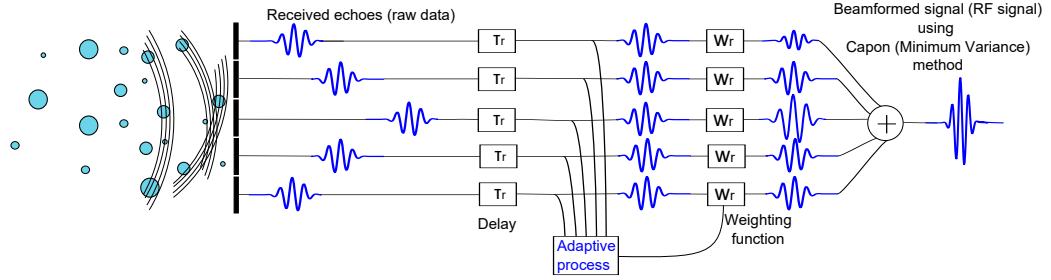 Received echoes (raw data)
Beamformed signal (RF signal)
using
Capon (Minimum Variance)
method
Tr
Wr
Tr
Wr
Tr
Wr
Tr
Wr
Tr
Wr
Delay
Weighting
function
Adaptive
process